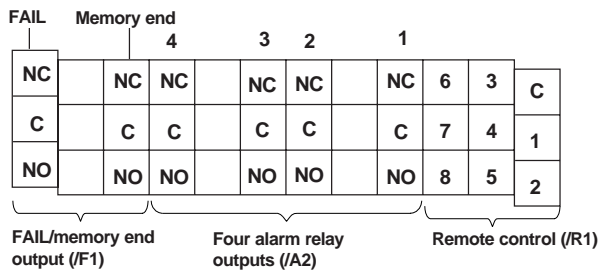 FAIL Memory end
4 3 2 1
NC NC NC NC NC NC 6 3 C
C C C C C C 7 4 1
NO NO NO NO NO NO 8 5 2
FAIL/memory end output (/F1)
Four alarm relay outputs (/A2)
Remote control (/R1)